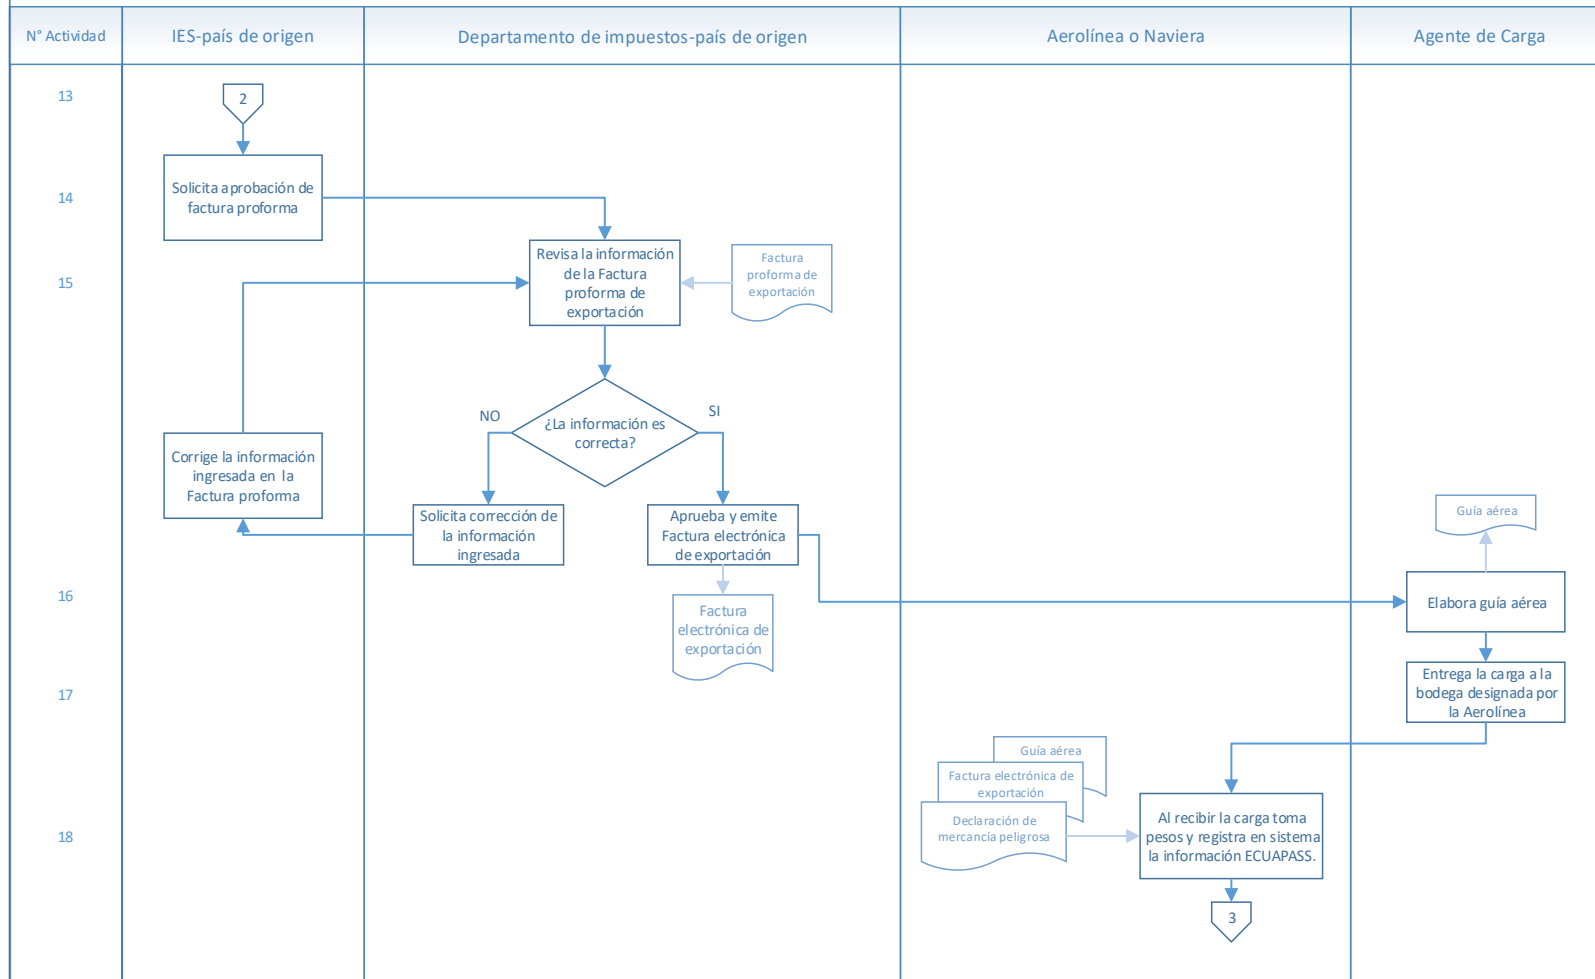 N° Actividad
IES-país de origen
Departamento de impuestos-país de origen
Aerolínea o Naviera
Agente de Carga
13
2
14
Solicita aprobación de
factura proforma
15
Revisa la información
de la Factura
proforma de
exportación
Factura
proforma de
exportación
NO
¿La información es
correcta?
SI
Corrige la información
ingresada en la
Factura proforma
Solicita corrección de
la información
ingresada
Aprueba y emite
Factura electrónica
de exportación
Guía aérea
16
Factura
electrónica de
exportación
Elabora guía aérea
17
Entrega la carga a la
bodega designada por
la Aerolínea
Guía aérea
Factura electrónica de
exportación
Declaración de
mercancía peligrosa
18
Al recibir la carga toma
pesos y registra en sistema
la información ECUAPASS.
3